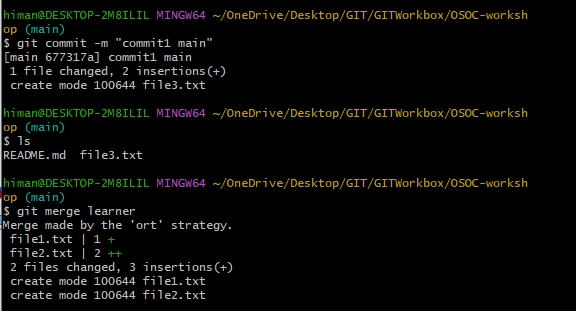 himan@DESKTOP-2M8ILIL MINGW64 ~/OneDrive/Desktop/GIT/GITWorkbox/OSOC-worksh
op (main)
$ git commit -m "commit1 main"
[main 677317a] commit1 main
 1 file changed, 2 insertions(+)
 create mode 100644 file3.txt
himan@DESKTOP-2M8ILIL MINGW64 ~/OneDrive/Desktop/GIT/GITWorkbox/OSOC-worksh
op (main)
$ ls
README.md  file3.txt
himan@DESKTOP-2M8ILIL MINGW64 ~/OneDrive/Desktop/GIT/GITWorkbox/OSOC-worksh
op (main)
$ git merge learner
Merge made by the 'ort' strategy.
 file1.txt | 1 +
 file2.txt | 2 ++
 2 files changed, 3 insertions(+)
 create mode 100644 file1.txt
 create mode 100644 file2.txt